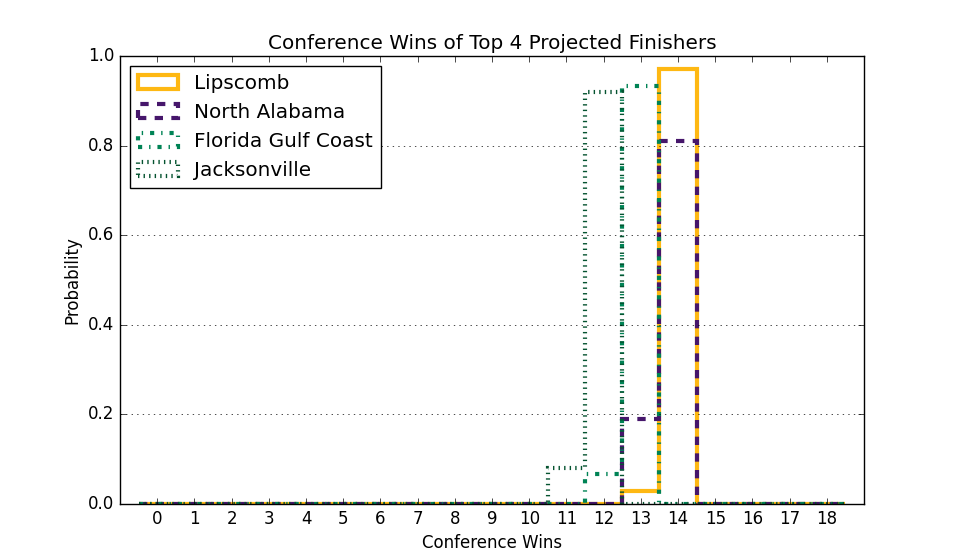 Conference Wins of Top 4 Projected Finishers
1.0
0.8
0.6
0.4
0.2
0.0
Probability
Lipscomb
North Alabama
Florida Gulf Coast
Jacksonville
0 1 2 3 4 5 6 7 8 9 10 11 12 13 14 15 16 17 18
Conference Wins